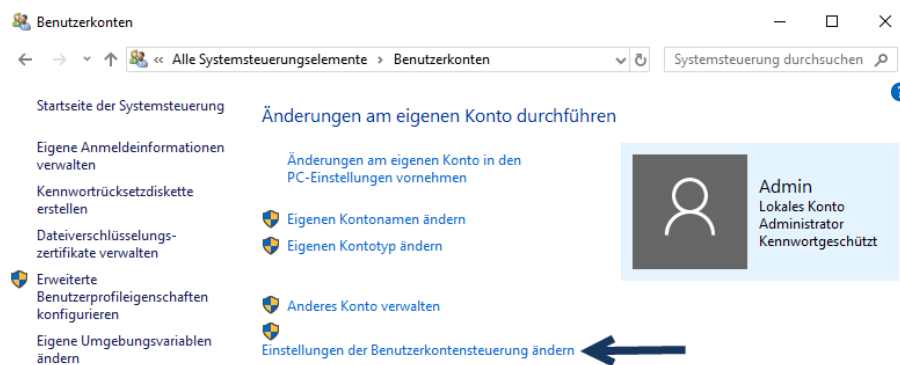 Benutzerkonten
« Alle Systemsteuerungselemente > Benutzerkonten
Systemsteuerung durchsuchen
Startseite der Systemsteuerung
Eigene Anmeldeinformationen
verwalten
Kennwortrücksetzdiskette
erstellen
Dateiverschlüsselungs-
zertifikate verwalten
Erweiterte
Benutzerprofileigenschaften
konfigurieren
Eigene Umgebungsvariablen
ändern
Änderungen am eigenen Konto durchführen
Änderungen am eigenen Konto in den
PC-Einstellungen vornehmen
Eigenen Kontonamen ändern
Eigenen Kontotyp ändern
Anderes Konto verwalten
Einstellungen der Benutzerkontensteuerung ändern
Admin
Lokales Konto
Administrator
Kennwortgeschützt